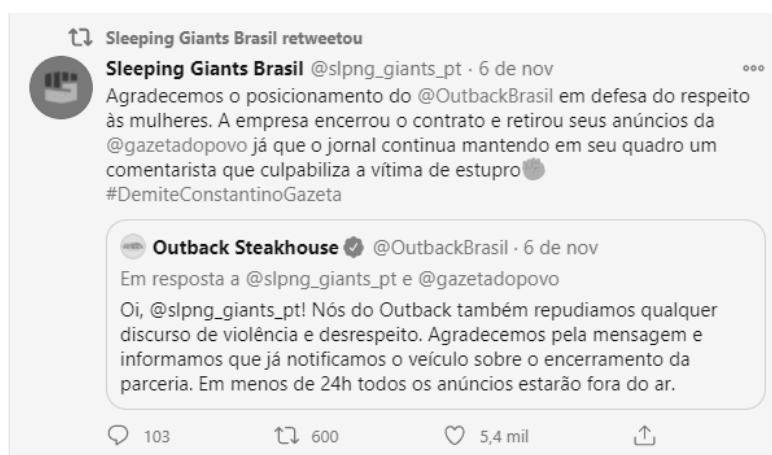 Sleeping Giants Brasil retweetou
Sleeping Giants Brasil @slpng_giants_pt · 6 de nov
Agradecemos o posicionamento do @OutbackBrasil em defesa do respeito
às mulheres. A empresa encerrou o contrato e retirou seus anúncios da
@gazetadopovo já que o jornal continua mantendo em seu quadro um
comentarista que culpabiliza a vítima de estupro✊
#DemiteConstantinoGazeta
Outback Steakhouse @OutbackBrasil · 6 de nov
Em resposta a @slpng_giants_pt e @gazetadopovo
Oi, @slpng_giants_pt! Nós do Outback também repudiamos qualquer
discurso de violência e desrespeito. Agradecemos pela mensagem e
informamos que já notificamos o veículo sobre o encerramento da
parceria. Em menos de 24h todos os anúncios estarão fora do ar.
103 600 5,4 mil